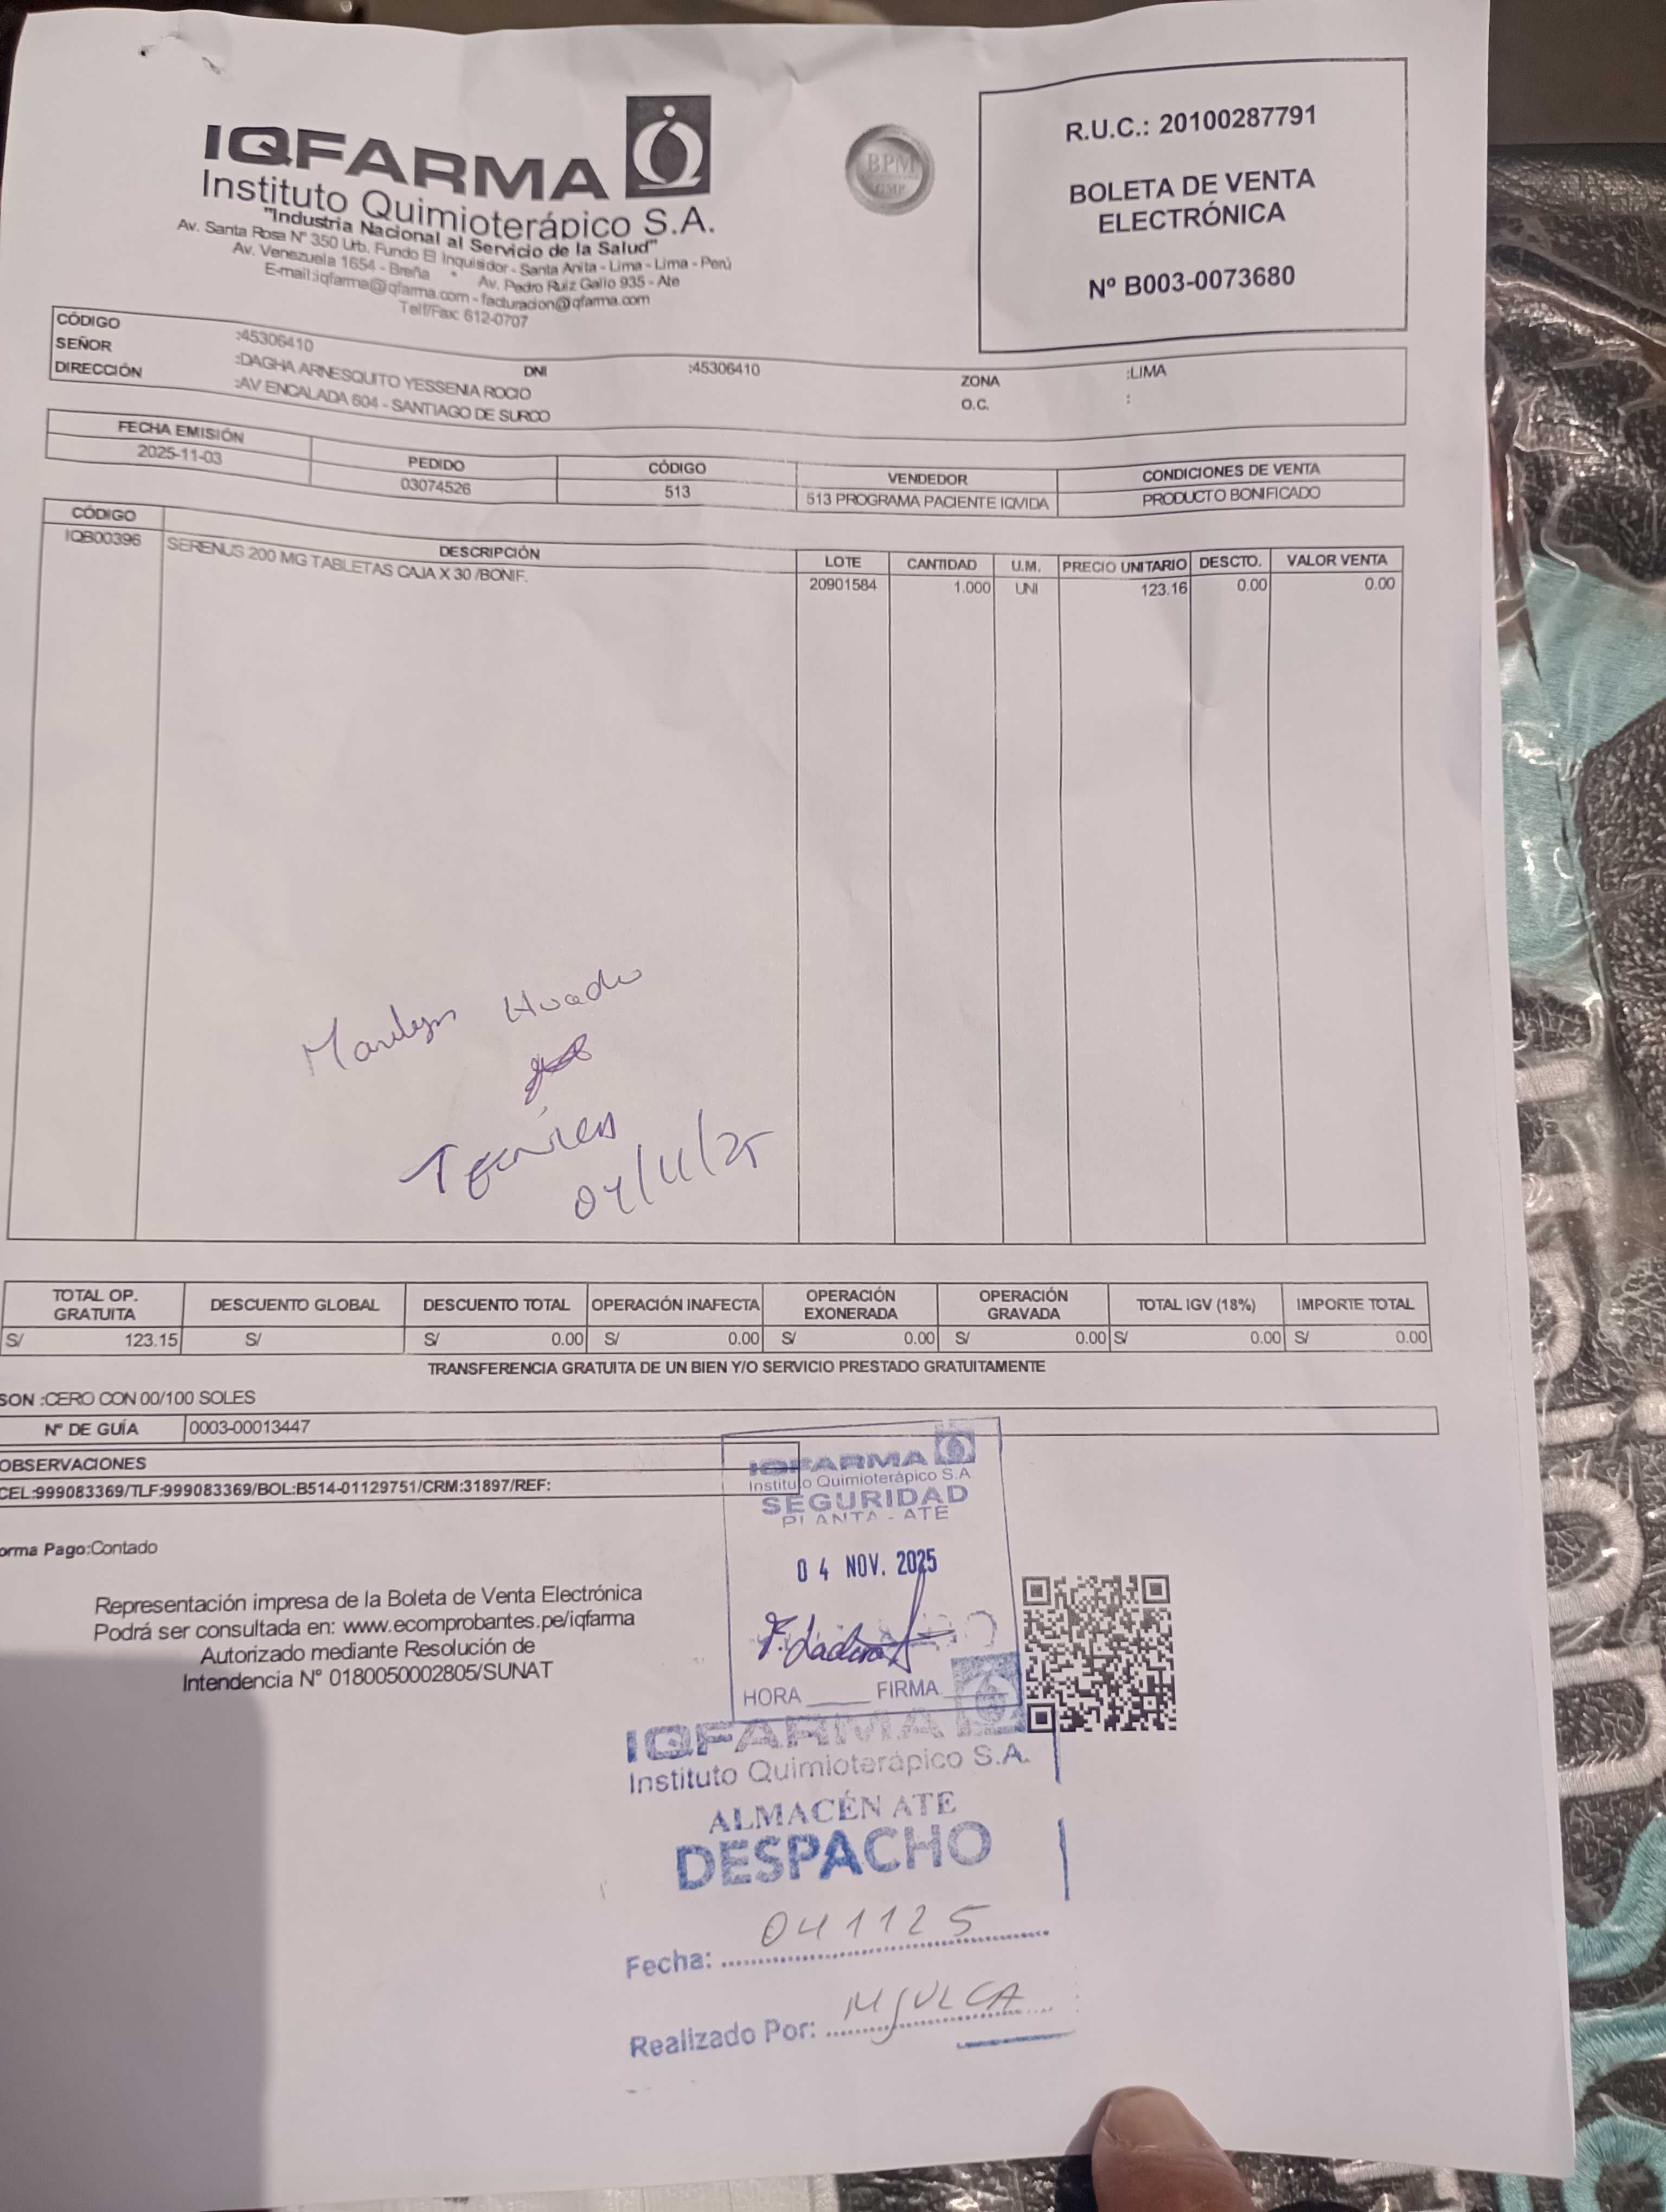 IQFARMA
Instituto Quimioterápico S.A.
"Industria Nacional al Servicio de la Salud"
Av. Santa Rosa N° 350 Urb. Fundo El Inquisidor - Santa Anita - Lima - Lima - Perú
Av. Venezuela 1654 - Breña * Av. Pedro Ruiz Gallo 935 - Ate
E-mail:iqfarma@iqfarma.com - facturacion@iqfarma.com
Telf/Fax: 612-0707
BPM
GMP
R.U.C.: 20100287791
BOLETA DE VENTA
ELECTRÓNICA
Nº B003-0073680
CÓDIGO :45306410 DNI :45306410 ZONA :LIMA
SEÑOR :DAGHA ARNESQUITO YESSENIA ROCIO O.C. :
DIRECCIÓN :AV ENCALADA 604 - SANTIAGO DE SURCO
FECHA EMISIÓN PEDIDO CÓDIGO VENDEDOR CONDICIONES DE VENTA
2025-11-03 03074526 513 513 PROGRAMA PACIENTE IQVIDA PRODUCTO BONIFICADO
CÓDIGO DESCRIPCIÓN LOTE CANTIDAD U.M. PRECIO UNITARIO DESCTO. VALOR VENTA
IQB00396 SERENUS 200 MG TABLETAS CAJA X 30 /BONIF. 20901584 1.000 UNI 123.16 0.00 0.00
Marilyn
04/11/25
TOTAL OP. GRATUITA DESCUENTO GLOBAL DESCUENTO TOTAL OPERACIÓN INAFECTA OPERACIÓN EXONERADA OPERACIÓN GRAVADA TOTAL IGV (18%) IMPORTE TOTAL
S/ 123.15 S/ S/ 0.00 S/ 0.00 S/ 0.00 S/ 0.00 S/ 0.00 S/ 0.00
TRANSFERENCIA GRATUITA DE UN BIEN Y/O SERVICIO PRESTADO GRATUITAMENTE
SON :CERO CON 00/100 SOLES
N° DE GUÍA 0003-00013447
OBSERVACIONES
CEL:999083369/TLF:999083369/BOL:B514-01129751/CRM:31897/REF:
orma Pago:Contado
Representación impresa de la Boleta de Venta Electrónica
Podrá ser consultada en: www.ecomprobantes.pe/iqfarma
Autorizado mediante Resolución de
Intendencia N° 0180050002805/SUNAT
IQFARMA
Instituto Quimioterápico S.A
SEGURIDAD
PLANTA - ATE
04 NOV. 2025
HORA FIRMA
IQFARMA
Instituto Quimioterápico S.A.
ALMACÉN ATE
DESPACHO
Fecha: 041125
Realizado Por: MJULCA